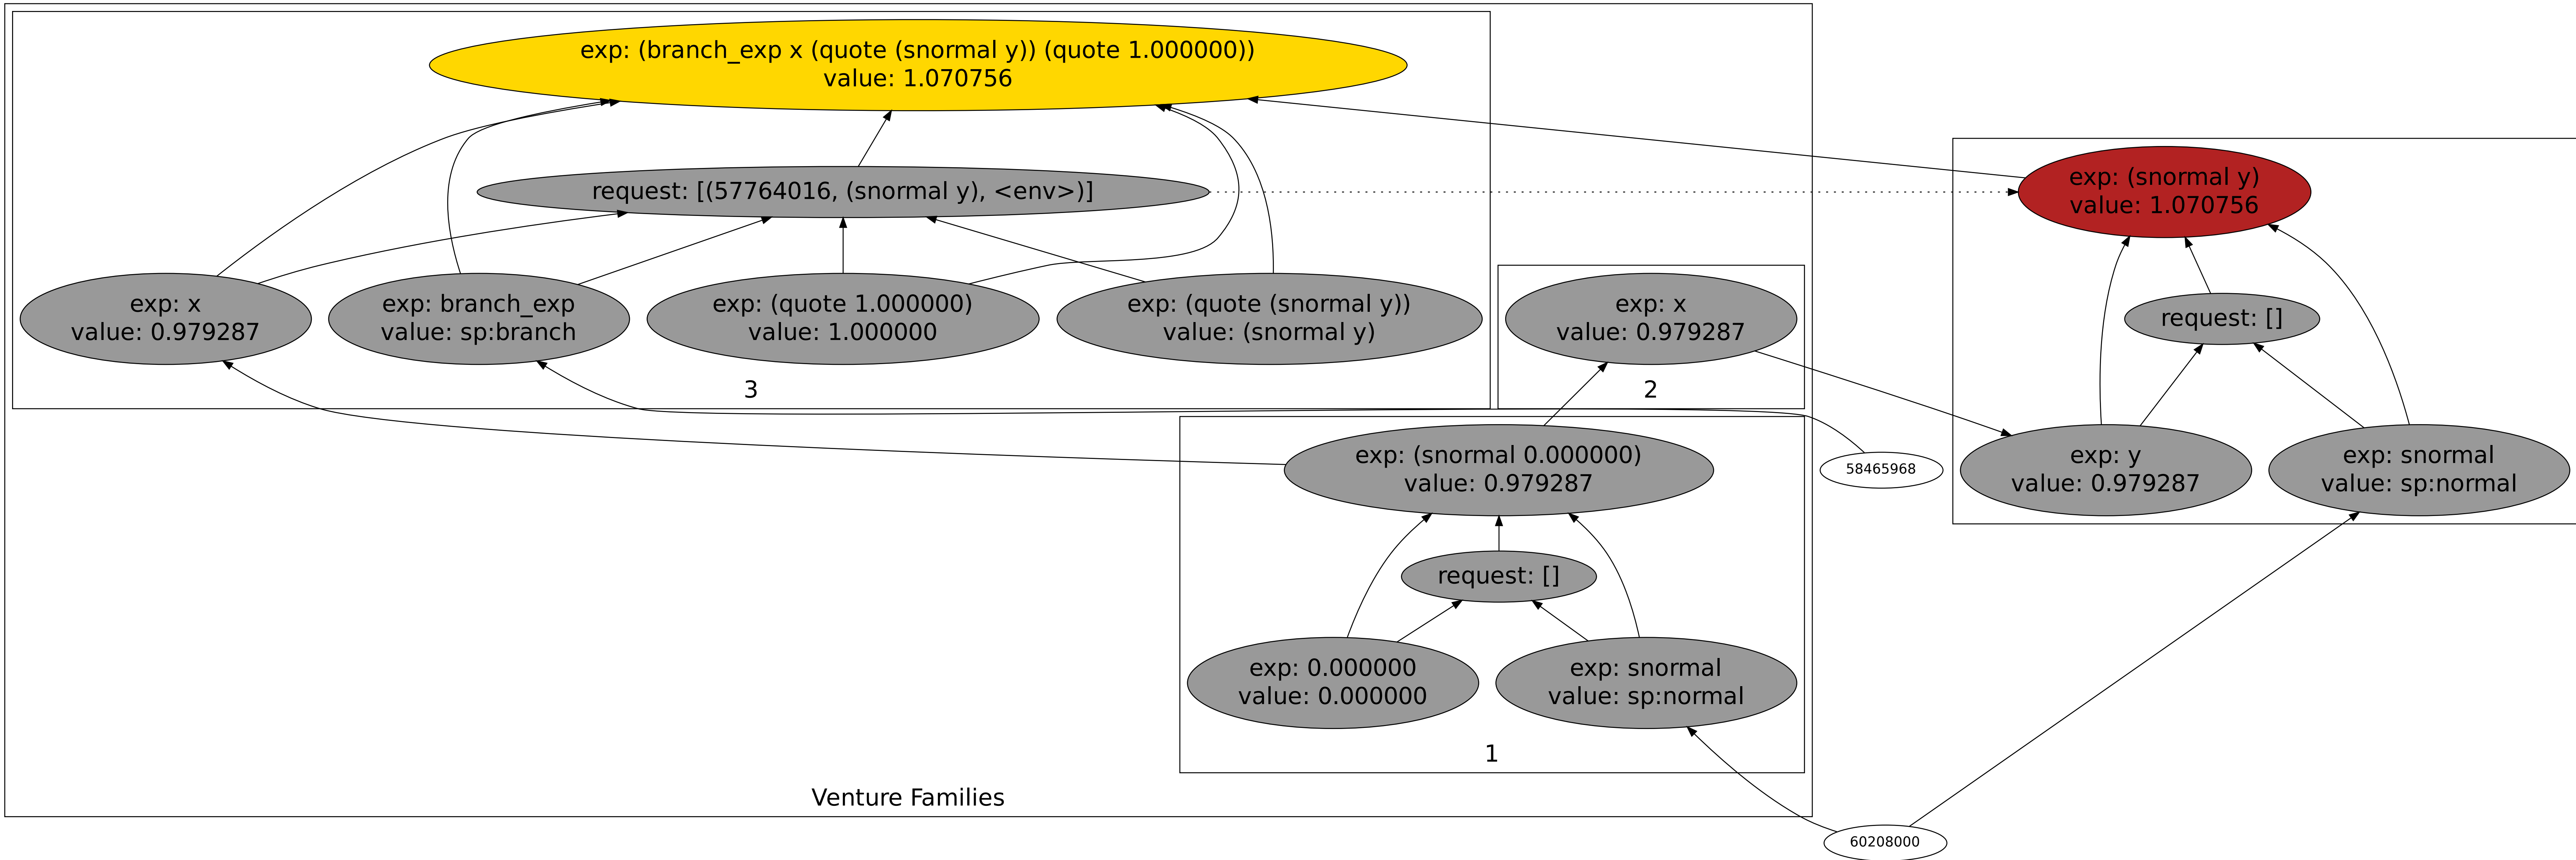 exp: (branch_exp x (quote (snormal y)) (quote 1.000000))
value: 1.070756
request: [(57764016, (snormal y), <env>)]
exp: x
value: 0.979287
exp: branch_exp
value: sp:branch
exp: (quote 1.000000)
value: 1.000000
exp: (quote (snormal y))
value: (snormal y)
3
exp: x
value: 0.979287
2
exp: (snormal 0.000000)
value: 0.979287
request: []
exp: 0.000000
value: 0.000000
exp: snormal
value: sp:normal
1
Venture Families
exp: (snormal y)
value: 1.070756
request: []
exp: y
value: 0.979287
exp: snormal
value: sp:normal
58465968
60208000